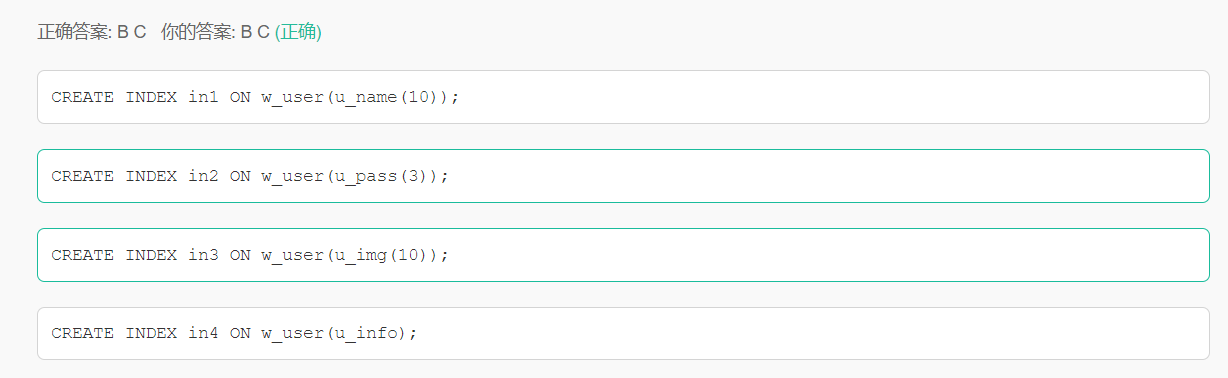 正确答案: B C 你的答案: B C (正确)
CREATE INDEX in1 ON w_user(u_name(10));
CREATE INDEX in2 ON w_user(u_pass(3));
CREATE INDEX in3 ON w_user(u_img(10));
CREATE INDEX in4 ON w_user(u_info);